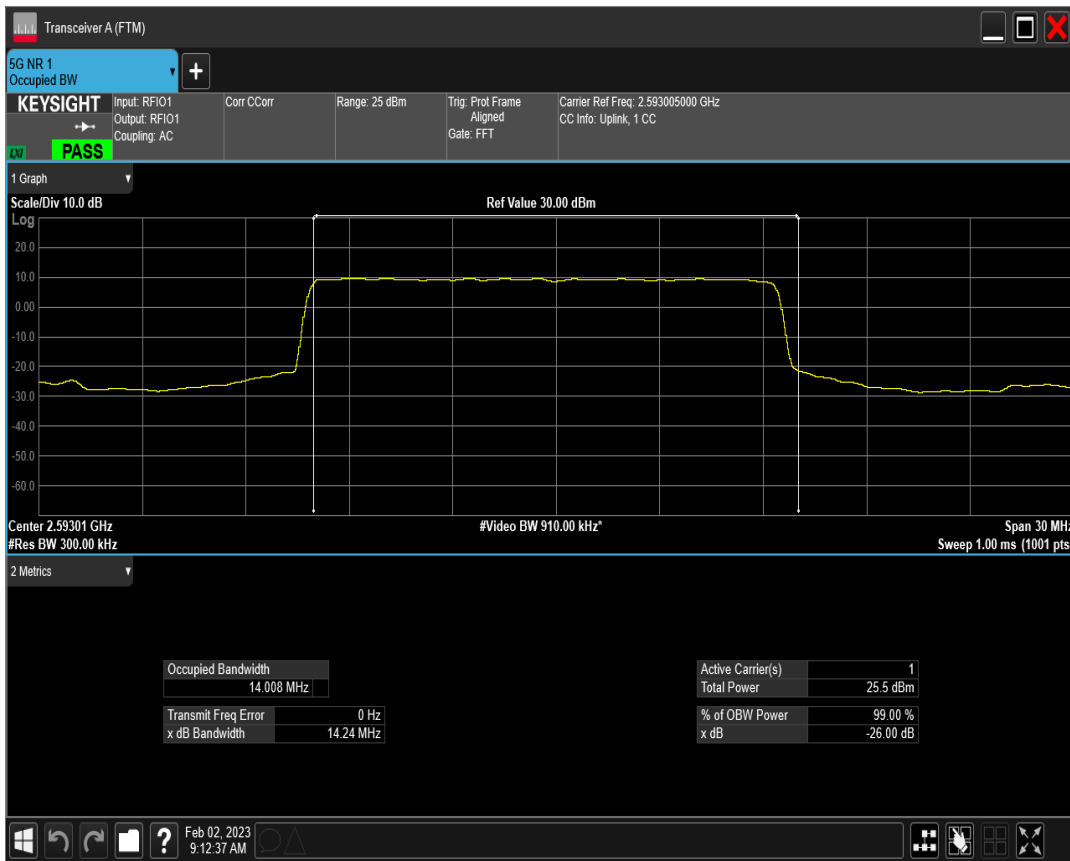 Transceiver A (FTM)
5G NR 1
Occupied BW
+
KEYSIGHT
LXI
PASS
Input: RFIO1
Output: RFIO1
Coupling: AC
Corr CCorr
Range: 25 dBm
Trig: Prot Frame
Aligned
Gate: FFT
Carrier Ref Freq: 2.593005000 GHz
CC Info: Uplink, 1 CC
1 Graph
Scale/Div 10.0 dB
Ref Value 30.00 dBm
Log
20.0
10.0
0.00
-10.0
-20.0
-30.0
-40.0
-50.0
-60.0
Center 2.59301 GHz
#Video BW 910.00 kHz*
Span 30 MHz
#Res BW 300.00 kHz
Sweep 1.00 ms (1001 pts
2 Metrics
Occupied Bandwidth
14.008 MHz
Transmit Freq Error 0 Hz
x dB Bandwidth 14.24 MHz
Active Carrier(s) 1
Total Power 25.5 dBm
% of OBW Power 99.00 %
x dB -26.00 dB
?
Feb 02, 2023
9:12:37 AM